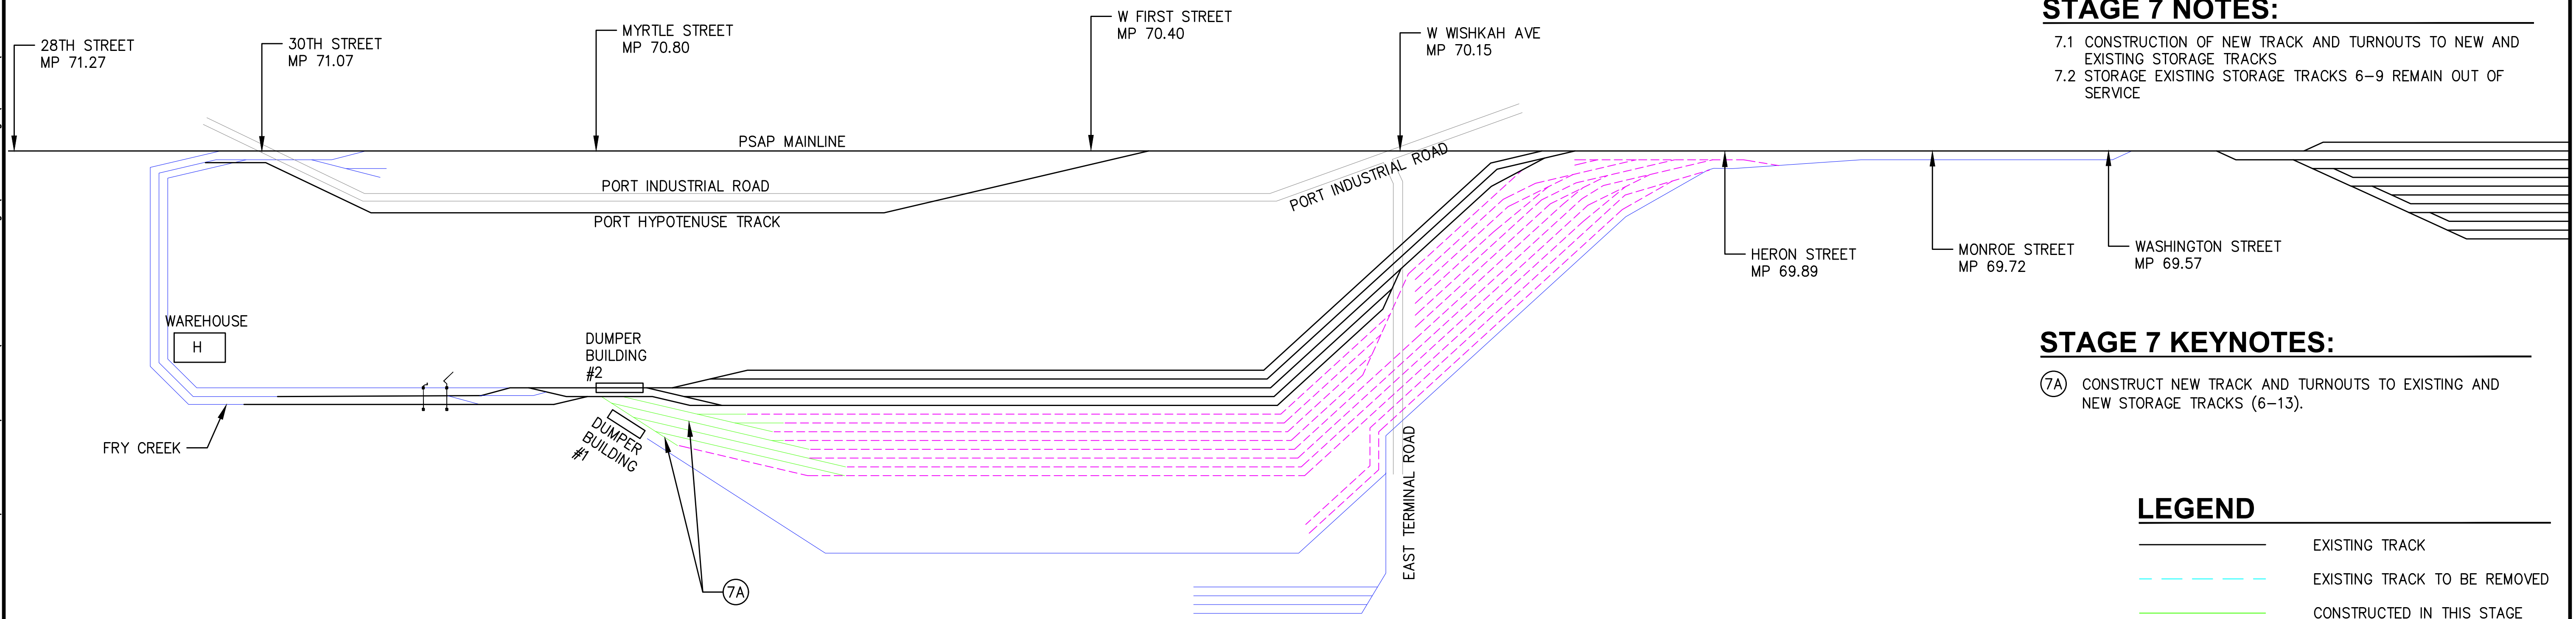 28TH STREET
MP 71.27
30TH STREET
MP 71.07
MYRTLE STREET
MP 70.80
W FIRST STREET
MP 70.40
W WISHKAH AVE
MP 70.15
STAGE 7 NOTES:
7.1 CONSTRUCTION OF NEW TRACK AND TURNOUTS TO NEW AND
EXISTING STORAGE TRACKS
7.2 STORAGE EXISTING STORAGE TRACKS 6-9 REMAIN OUT OF
SERVICE
PSAP MAINLINE
PORT INDUSTRIAL ROAD
PORT INDUSTRIAL ROAD
PORT HYPOTENUSE TRACK
HERON STREET
MP 69.89
MONROE STREET
MP 69.72
WASHINGTON STREET
MP 69.57
WAREHOUSE
H
DUMPER
BUILDING
#2
STAGE 7 KEYNOTES:
7A CONSTRUCT NEW TRACK AND TURNOUTS TO EXISTING AND
NEW STORAGE TRACKS (6-13).
FRY CREEK
DUMPER
BUILDING
#1
EAST TERMINAL ROAD
7A
LEGEND
EXISTING TRACK
EXISTING TRACK TO BE REMOVED
CONSTRUCTED IN THIS STAGE